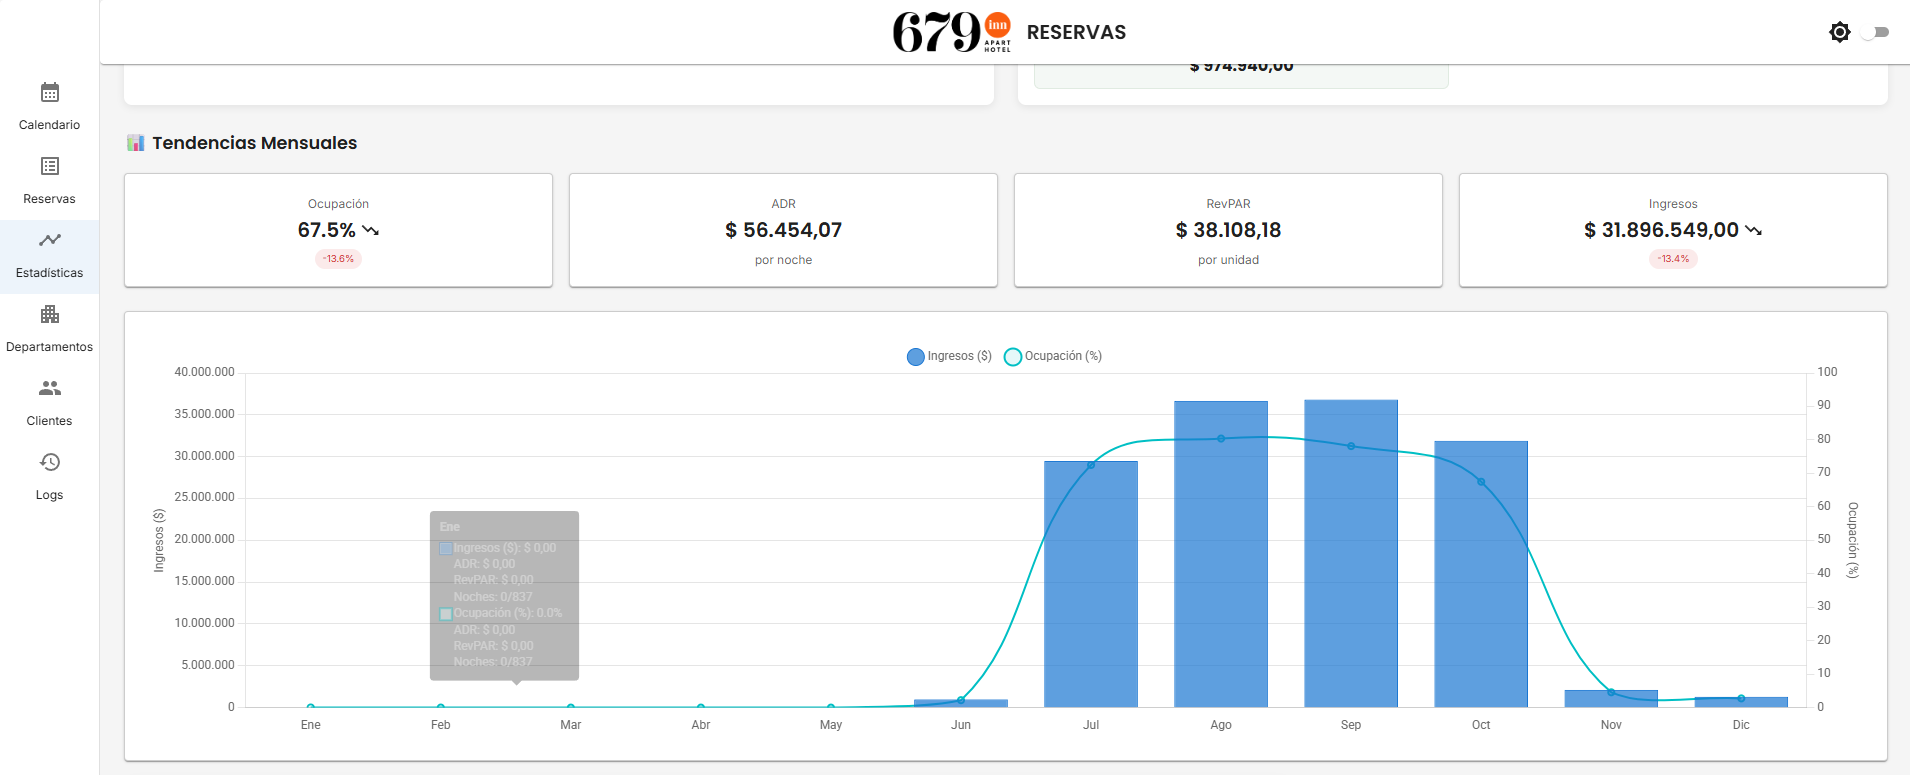 679 inn APART HOTEL RESERVAS
$ 974.940,00
Calendario
Reservas
Estadísticas
Departamentos
Clientes
Logs
Tendencias Mensuales
Ocupación
67.5%
-13.6%
ADR
$ 56.454,07
por noche
RevPAR
$ 38.108,18
por unidad
Ingresos
$ 31.896.549,00
-13.4%
Ingresos ($) Ocupación (%)
40.000.000
35.000.000
30.000.000
25.000.000
20.000.000
15.000.000
10.000.000
5.000.000
0
Ingresos ($)
Ene
Ingresos ($): $ 0,00
ADR: $ 0,00
RevPAR: $ 0,00
Noches: 0/837
Ocupación (%): 0.0%
ADR: $ 0,00
RevPAR: $ 0,00
Noches: 0/837
100
90
80
70
60
50
40
30
20
10
0
Ocupación (%)
Ene Feb Mar Abr May Jun Jul Ago Sep Oct Nov Dic